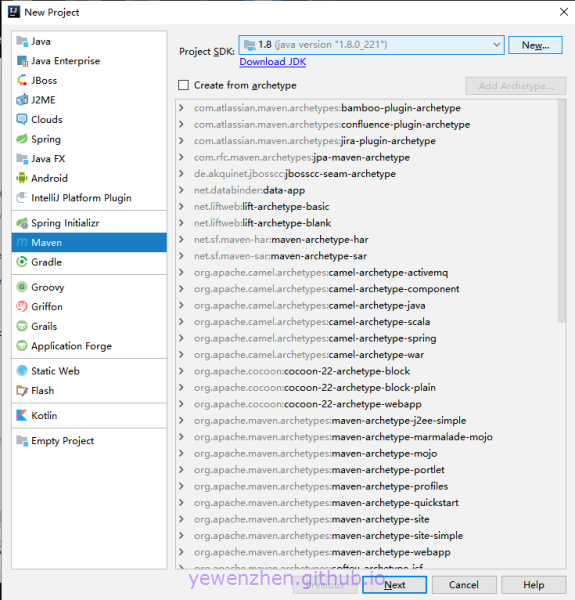 New Project
Java
Java Enterprise
JBoss
J2ME
Clouds
Spring
Java FX
Android
IntelliJ Platform Plugin
Spring Initializr
Maven
Gradle
Groovy
Griffon
Grails
Application Forge
Static Web
Flash
Kotlin
Empty Project
Project SDK: 1.8 (java version "1.8.0_221") New...
Download JDK
Create from archetype Add Archetype...
com.atlassian.maven.archetypes:bamboo-plugin-archetype
com.atlassian.maven.archetypes:confluence-plugin-archetype
com.atlassian.maven.archetypes:jira-plugin-archetype
com.rfc.maven.archetypes:jpa-maven-archetype
de.akquinet.jbosscc:jbosscc-seam-archetype
net.databinder:data-app
net.liftweb:lift-archetype-basic
net.liftweb:lift-archetype-blank
net.sf.maven-har:maven-archetype-har
net.sf.maven-sar:maven-archetype-sar
org.apache.camel.archetypes:camel-archetype-activemq
org.apache.camel.archetypes:camel-archetype-component
org.apache.camel.archetypes:camel-archetype-java
org.apache.camel.archetypes:camel-archetype-scala
org.apache.camel.archetypes:camel-archetype-spring
org.apache.camel.archetypes:camel-archetype-war
org.apache.cocoon:cocoon-22-archetype-block
org.apache.cocoon:cocoon-22-archetype-block-plain
org.apache.cocoon:cocoon-22-archetype-webapp
org.apache.maven.archetypes:maven-archetype-j2ee-simple
org.apache.maven.archetypes:maven-archetype-marmalade-mojo
org.apache.maven.archetypes:maven-archetype-mojo
org.apache.maven.archetypes:maven-archetype-portlet
org.apache.maven.archetypes:maven-archetype-profiles
org.apache.maven.archetypes:maven-archetype-quickstart
org.apache.maven.archetypes:maven-archetype-site
org.apache.maven.archetypes:maven-archetype-site-simple
org.apache.maven.archetypes:maven-archetype-webapp
yewenzhen.github.io
Previous Next Cancel Help